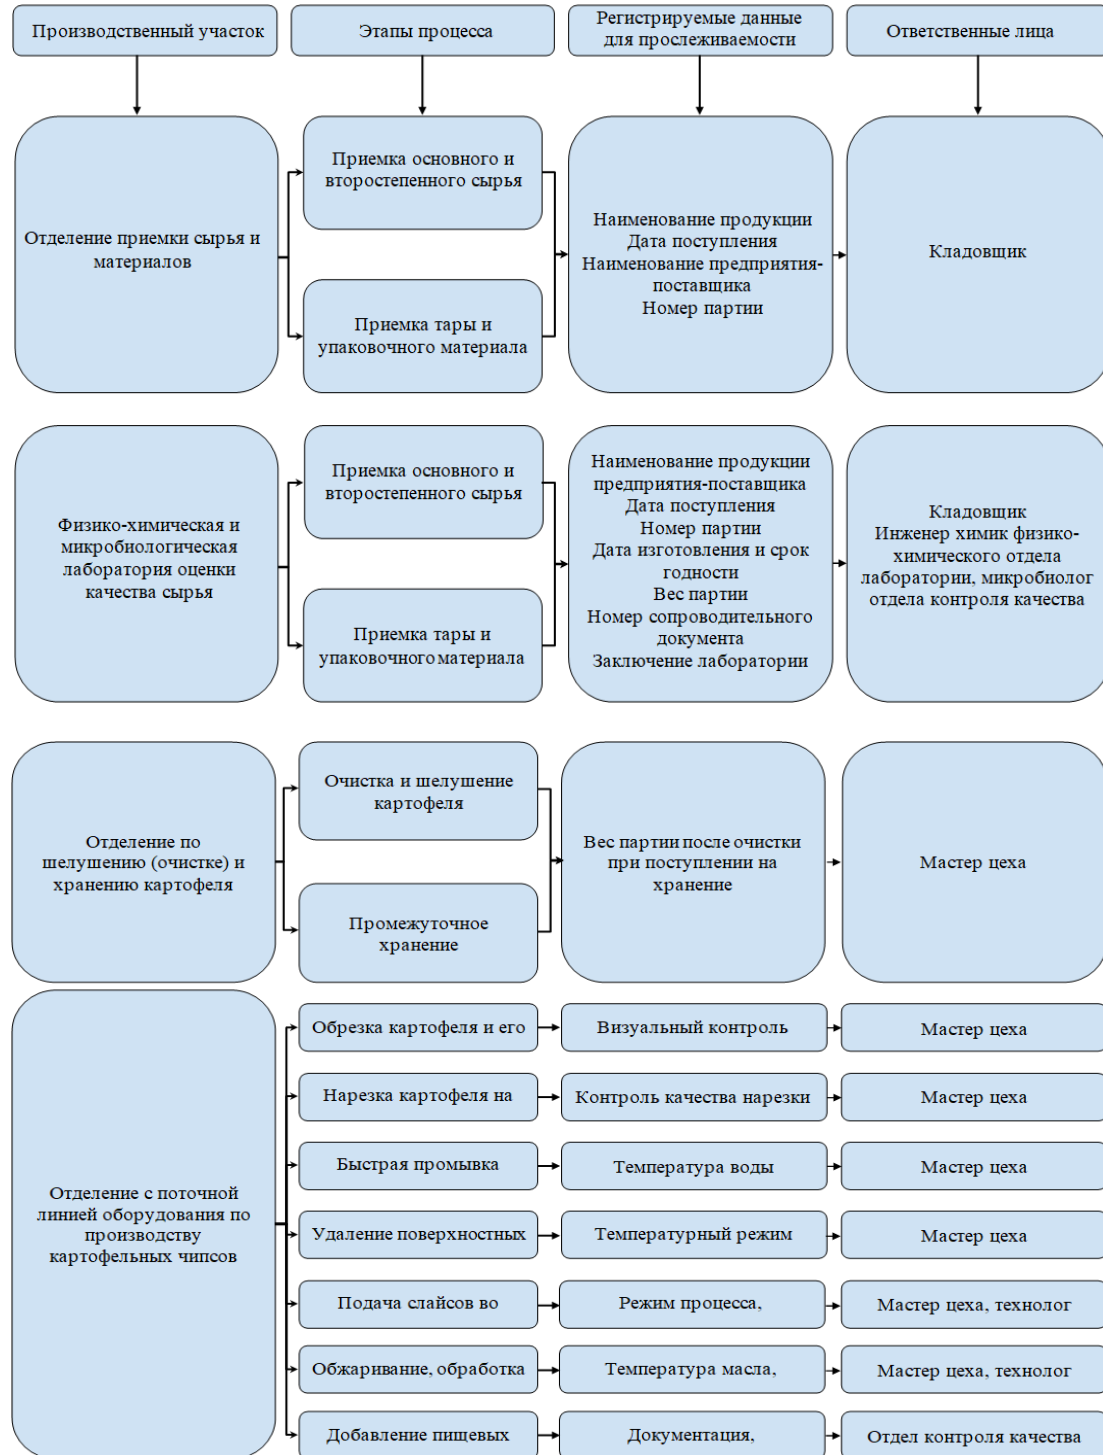 Производственный участок
Этапы процесса
Регистрируемые данные
для прослеживаемости
Ответственные лица
Отделение приемки сырья и
материалов
Приемка основного и
второстепенного сырья
Приемка тары и
упаковочного материала
Наименование продукции
Дата поступления
Наименование предприятия-
поставщика
Номер партии
Кладовщик
Физико-химическая и
микробиологическая
лаборатория оценки
качества сырья
Приемка основного и
второстепенного сырья
Приемка тары и
упаковочного материала
Наименование продукции
предприятия-поставщика
Дата поступления
Номер партии
Дата изготовления и срок
годности
Вес партии
Номер сопроводительного
документа
Заключение лаборатории
Кладовщик
Инженер химик физико-
химического отдела
лаборатории, микробиолог
отдела контроля качества
Отделение по
шелушению (очистке) и
хранению картофеля
Очистка и шелушение
картофеля
Промежуточное
хранение
Вес партии после очистки
при поступлении на
хранение
Мастер цеха
Отделение с поточной
линией оборудования по
производству
картофельных чипсов
Обрезка картофеля и его
Визуальный контроль
Мастер цеха
Нарезка картофеля на
Контроль качества нарезки
Мастер цеха
Быстрая промывка
Температура воды
Мастер цеха
Удаление поверхностных
Температурный режим
Мастер цеха
Подача слайсов во
Режим процесса,
Мастер цеха, технолог
Обжаривание, обработка
Температура масла,
Мастер цеха, технолог
Добавление пищевых
Документация,
Отдел контроля качества